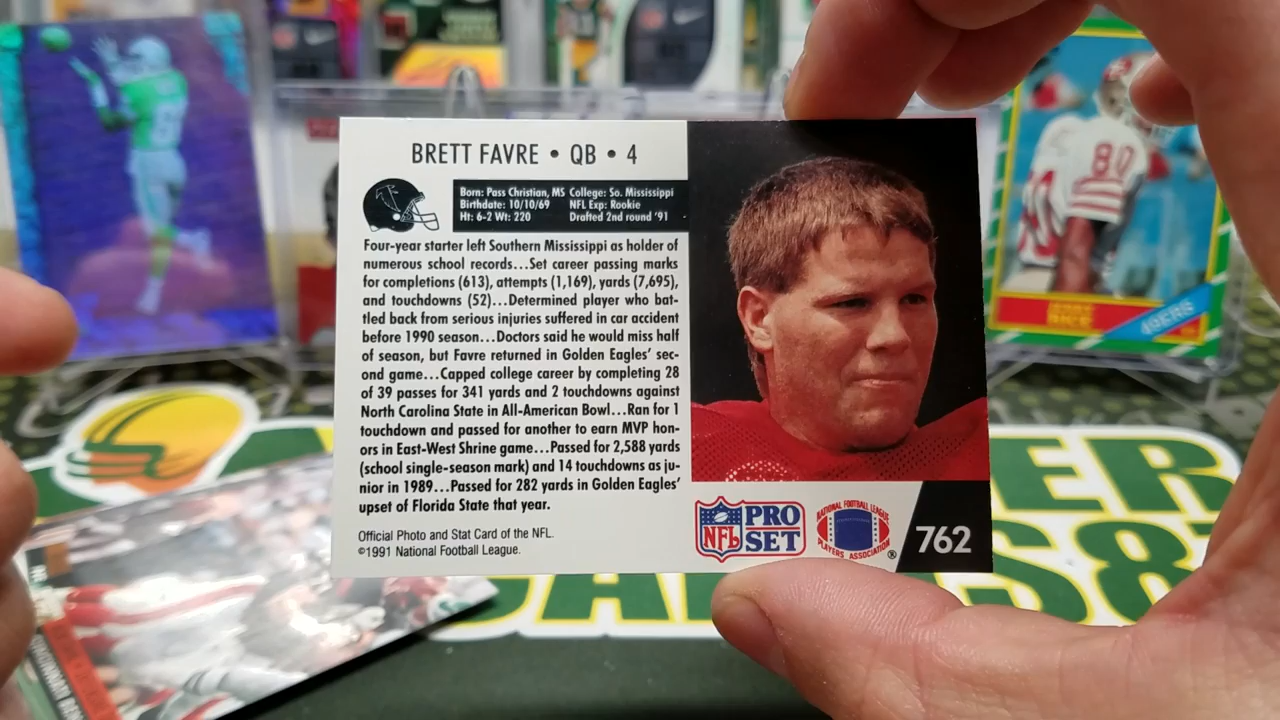 BRETT FAVRE • QB • 4
Born: Pass Christian, MS College: So. Mississippi
Birthdate: 10/10/69 NFL Exp: Rookie
Ht: 6-2 Wt: 220 Drafted 2nd round '91
Four-year starter left Southern Mississippi as holder of
numerous school records...Set career passing marks
for completions (613), attempts (1,169), yards (7,695),
and touchdowns (52)...Determined player who bat-
tled back from serious injuries suffered in car accident
before 1990 season...Doctors said he would miss half
of season, but Favre returned in Golden Eagles' sec-
ond game...Capped college career by completing 28
of 39 passes for 341 yards and 2 touchdowns against
North Carolina State in All-American Bowl...Ran for 1
touchdown and passed for another to earn MVP hon-
ors in East-West Shrine game...Passed for 2,588 yards
(school single-season mark) and 14 touchdowns as ju-
nior in 1989...Passed for 282 yards in Golden Eagles'
upset of Florida State that year.
Official Photo and Stat Card of the NFL.
©1991 National Football League.
NFL PRO SET
NATIONAL FOOTBALL LEAGUE
PLAYERS ASSOCIATION
®
762
80
RICE
49ERS